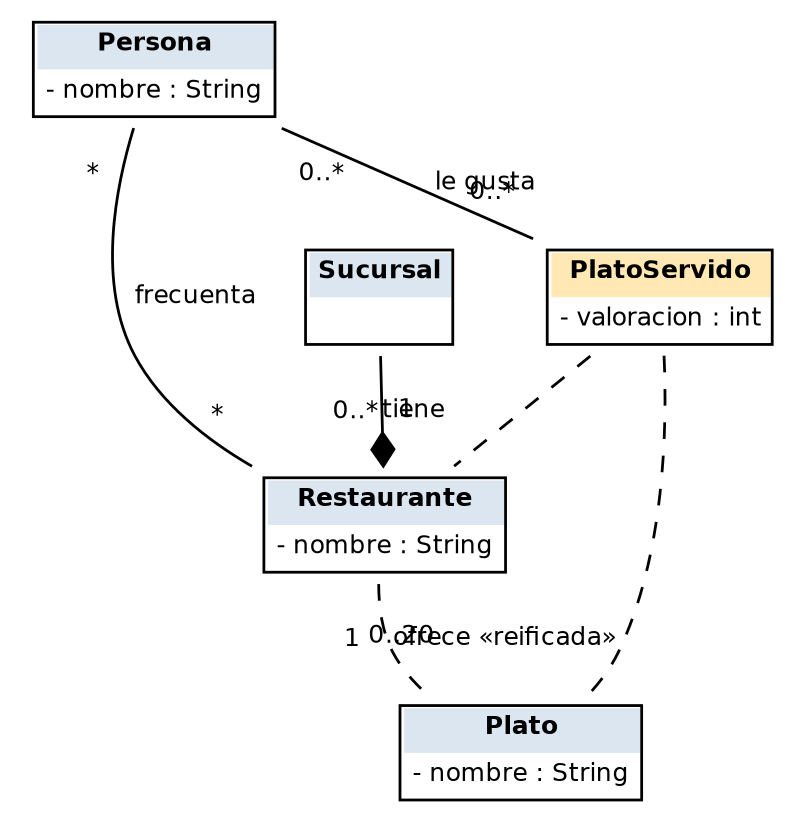 Persona
- nombre : String
*
0..*
le gusta
0..*
Sucursal
PlatoServido
- valoracion : int
frecuenta
*
0..*
tiene
1
Restaurante
- nombre : String
1
0..20
ofrece «reificada»
Plato
- nombre : String